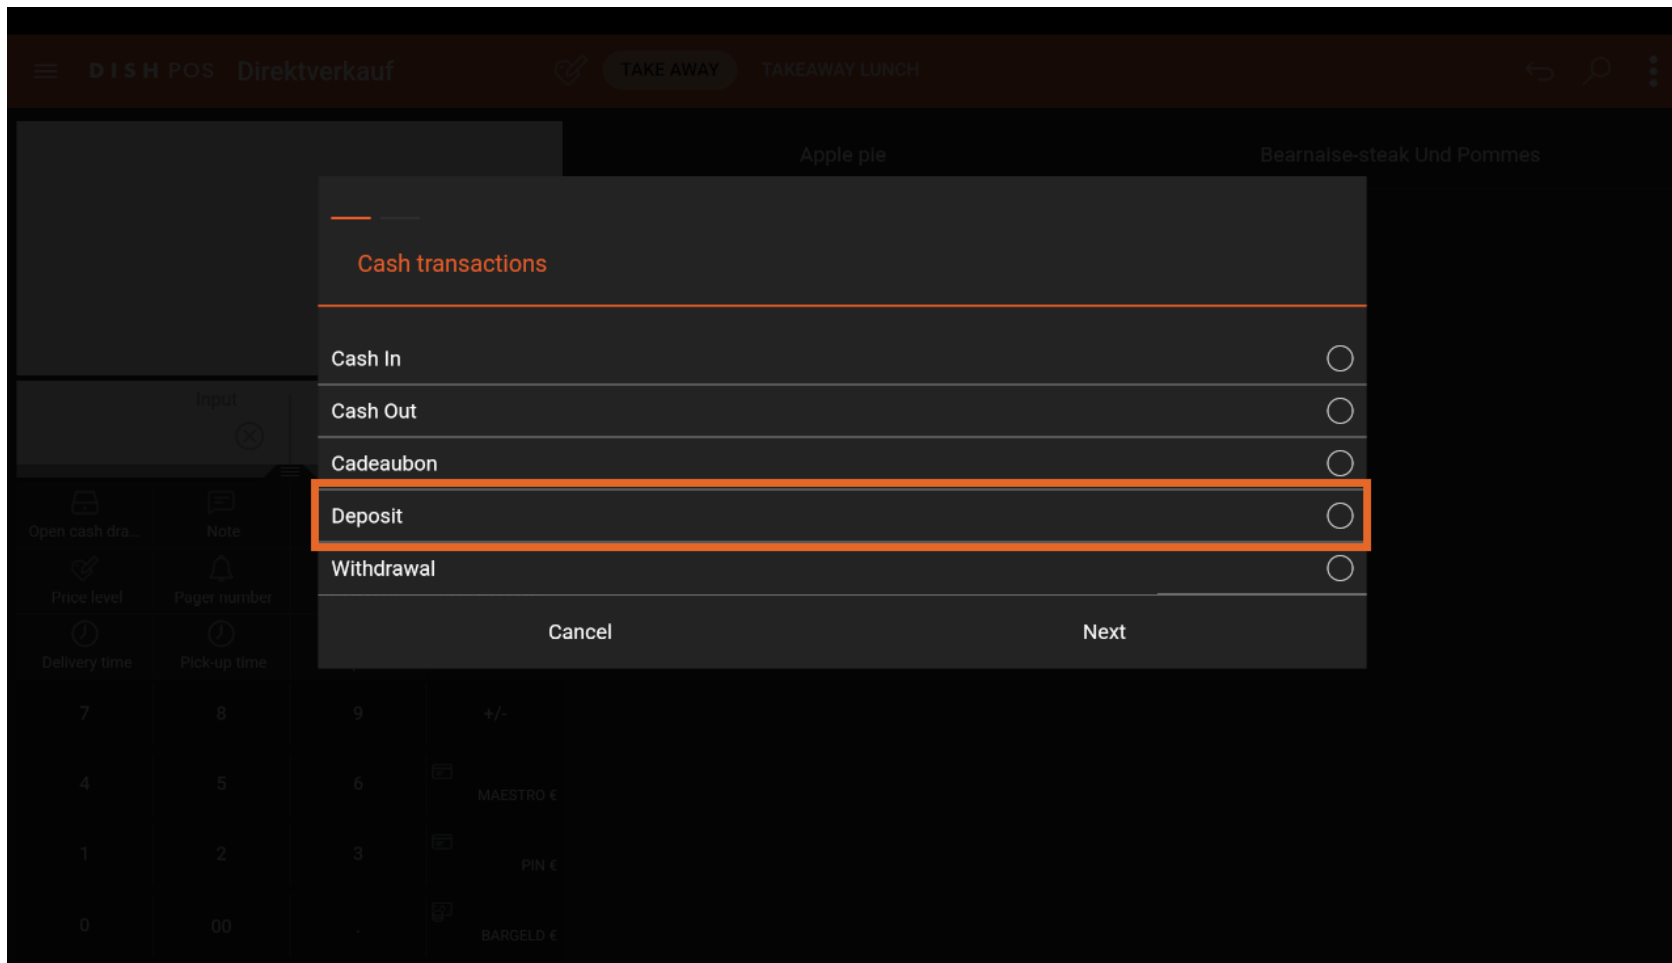 DISH POS Direktverkauf TAKE AWAY TAKEAWAY LUNCH
Apple pie Bearnaise-steak Und Pommes
Cash transactions
Cash In
Cash Out
Cadeaubon
Deposit
Withdrawal
Cancel Next
Input
Open cash dra... Note
Price level Pager number
Delivery time Pick-up time
7 8 9 +/-
4 5 6 MAESTRO €
1 2 3 PIN €
0 00 . BARGELD €